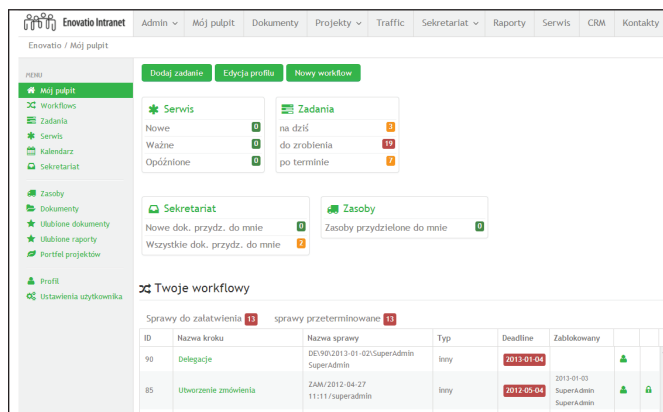 Enovatio Intranet Admin Mój pulpit Dokumenty Projekty Traffic Sekretariat Raporty Serwis CRM Kontakty
Enovatio / Mój pulpit
MENU
Mój pulpit
Workflows
Zadania
Serwis
Kalendarz
Sekretariat
Zasoby
Dokumenty
Ulubione dokumenty
Ulubione raporty
Portfel projektów
Profil
Ustawienia użytkownika
Dodaj zadanie Edycja profilu Nowy workflow
Serwis
Nowe 0
Ważne 0
Opóźnione 0
Zadania
na dziś 3
do zrobienia 19
po terminie 7
Sekretariat
Nowe dok. przydz. do mnie 0
Wszystkie dok. przydz. do mnie 2
Zasoby
Zasoby przydzielone do mnie 0
Twoje workflowy
Sprawy do załatwienia 13 sprawy przeterminowane 13
ID Nazwa kroku Nazwa sprawy Typ Deadline Zablokowany
90 Delegacje DE\90\2013-01-02\SuperAdmin SuperAdmin Inny 2013-01-04
85 Utworzenie zmówienia ZAM/2012-04-27 11:11/superadmin Inny 2012-05-04 2013-01-03 SuperAdmin SuperAdmin